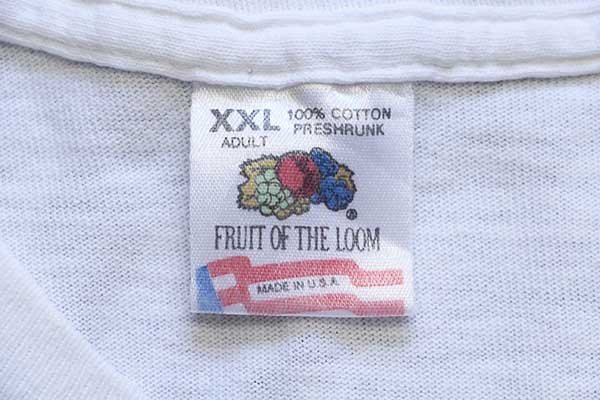 XXL 100% COTTON
ADULT PRESHRUNK
®
FRUIT OF THE LOOM
MADE IN U.S.A.